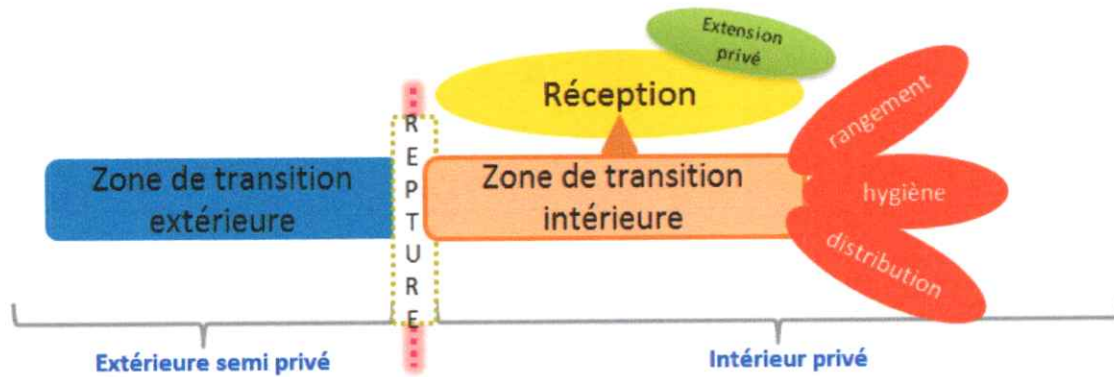 Extension
privé
Réception
REPTURE
Zone de transition
extérieure
Zone de transition
intérieure
rangement
hygiène
distribution
Extérieure semi privé
Intérieur privé